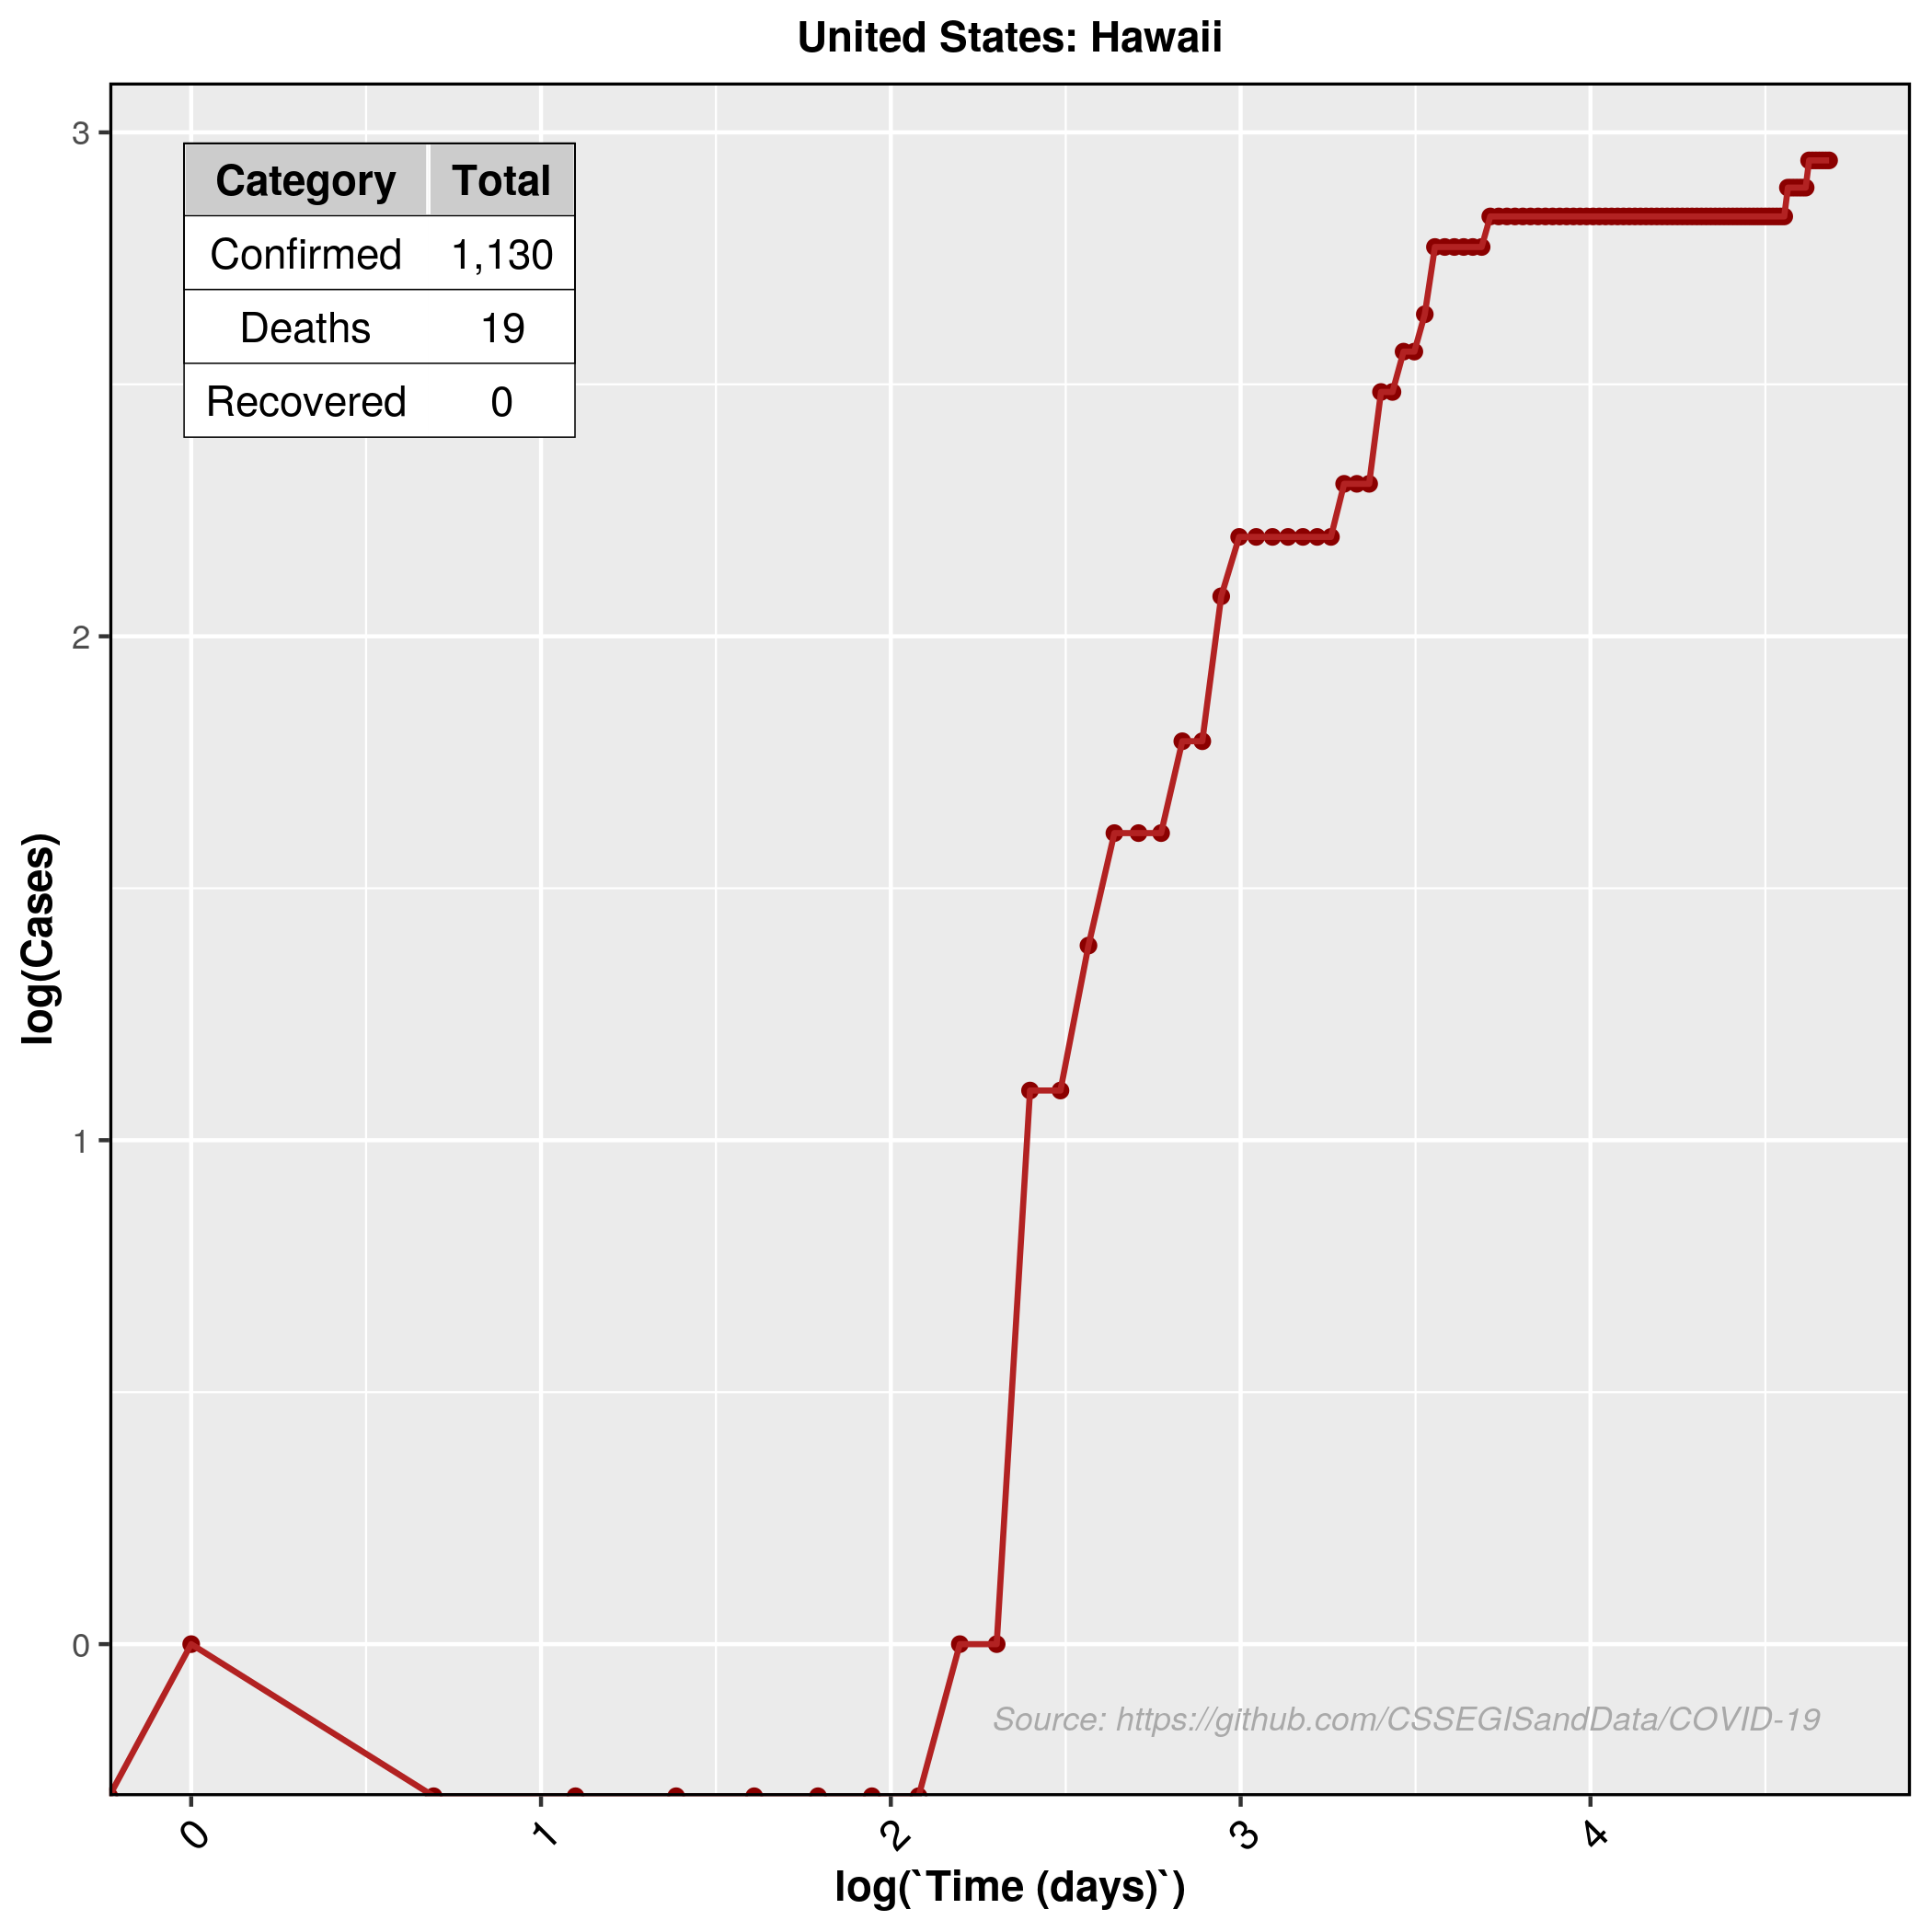 United States: Hawaii
3
Category Total
Confirmed 1,130
Deaths 19
Recovered 0
2
log(Cases)
1
0
Source: https://github.com/CSSEGISandData/COVID-19
0 1 2 3 4
log(`Time (days)`)